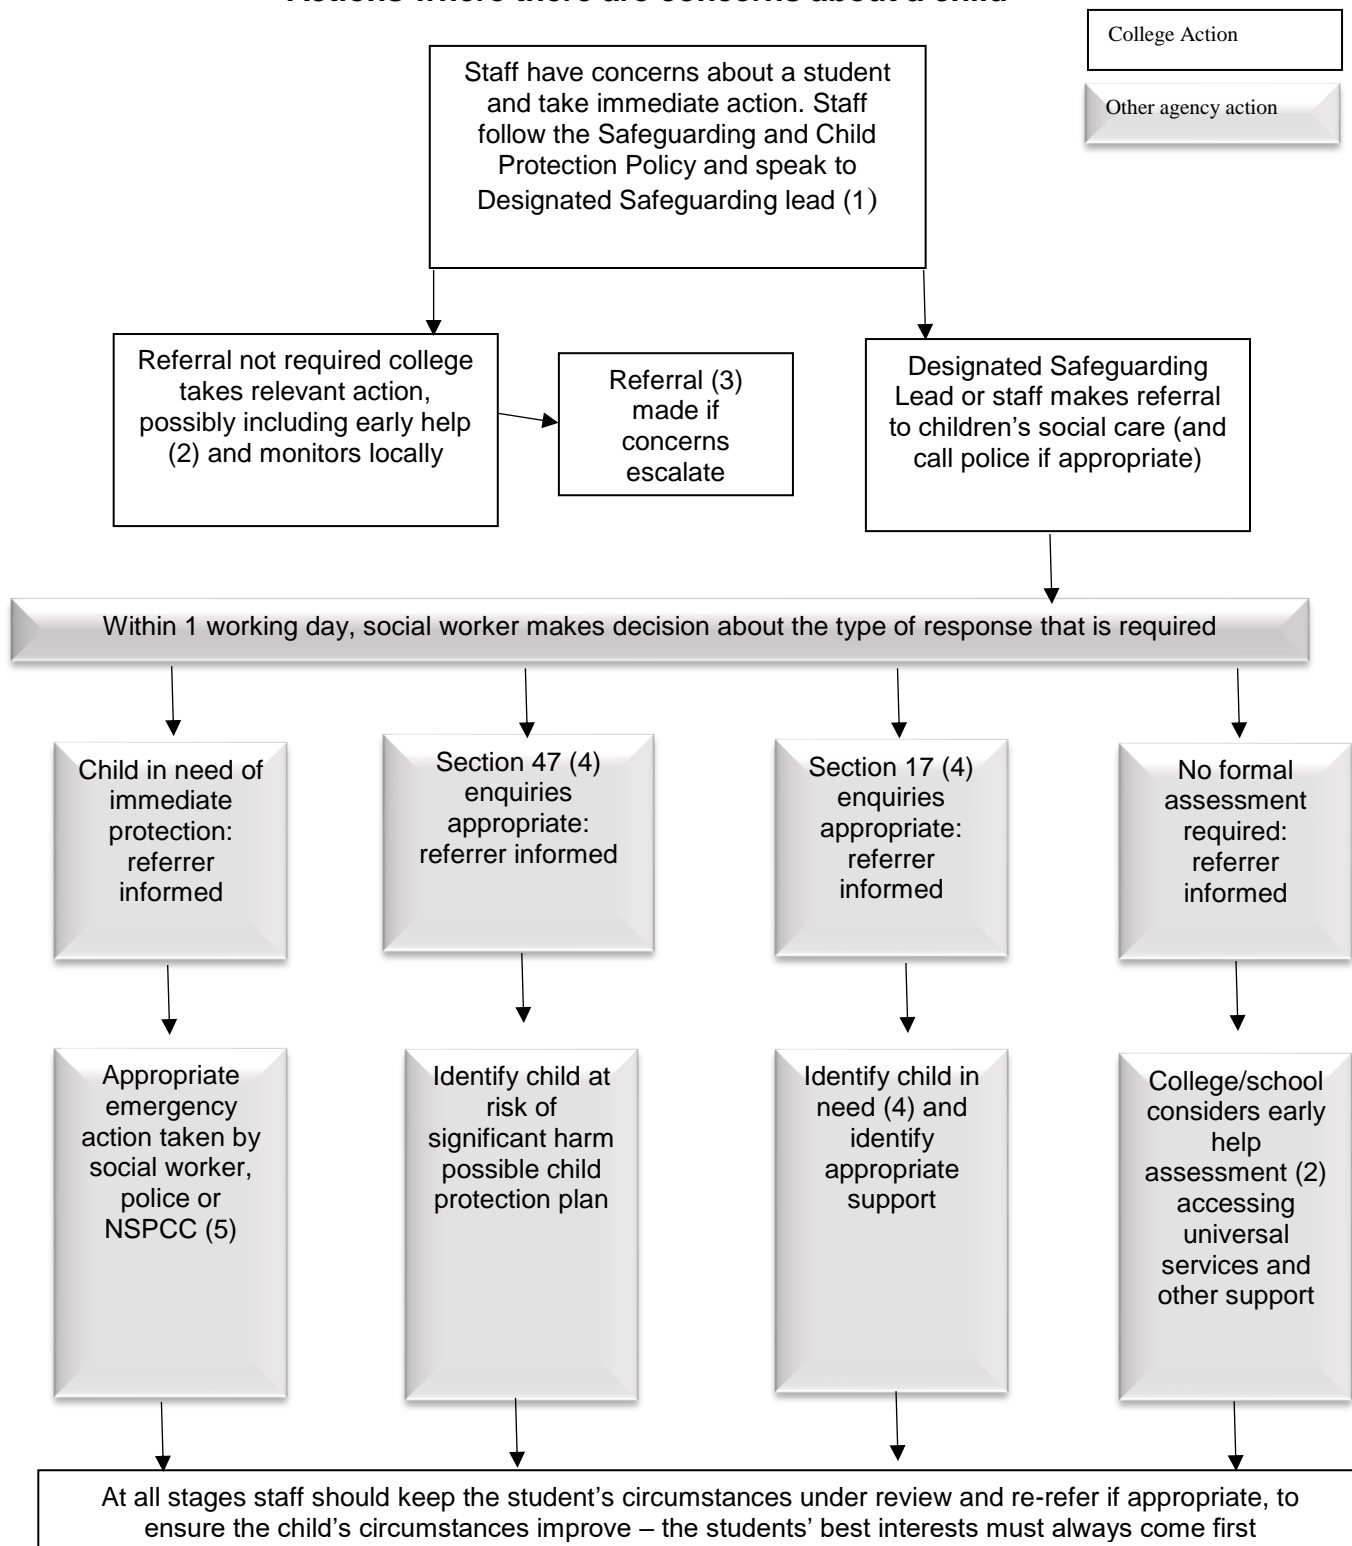 Actions where there are concerns about a child
College Action
Other agency action
Staff have concerns about a student
and take immediate action. Staff
follow the Safeguarding and Child
Protection Policy and speak to
Designated Safeguarding lead (1)
Referral not required college
takes relevant action,
possibly including early help
(2) and monitors locally
Referral (3)
made if
concerns
escalate
Designated Safeguarding
Lead or staff makes referral
to children’s social care (and
call police if appropriate)
Within 1 working day, social worker makes decision about the type of response that is required
Child in need of
immediate
protection:
referrer
informed
Section 47 (4)
enquiries
appropriate:
referrer informed
Section 17 (4)
enquiries
appropriate:
referrer
informed
No formal
assessment
required:
referrer
informed
Appropriate
emergency
action taken by
social worker,
police or
NSPCC (5)
Identify child at
risk of
significant harm
possible child
protection plan
Identify child in
need (4) and
identify
appropriate
support
College/school
considers early
help
assessment (2)
accessing
universal
services and
other support
At all stages staff should keep the student’s circumstances under review and re-refer if appropriate, to
ensure the child’s circumstances improve – the students’ best interests must always come first